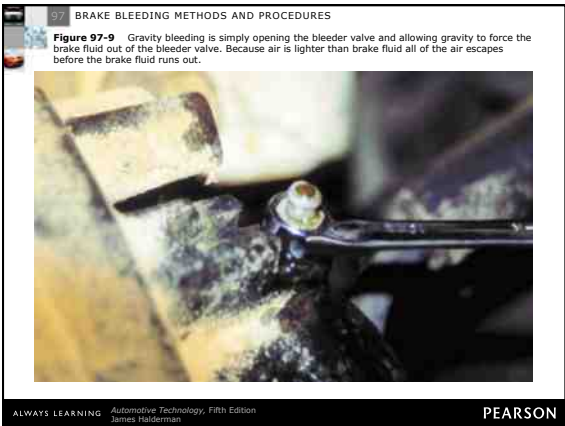 97 BRAKE BLEEDING METHODS AND PROCEDURES
Figure 97-9 Gravity bleeding is simply opening the bleeder valve and allowing gravity to force the
brake fluid out of the bleeder valve. Because air is lighter than brake fluid all of the air escapes
before the brake fluid runs out.
ALWAYS LEARNING
Automotive Technology, Fifth Edition
James Halderman
PEARSON